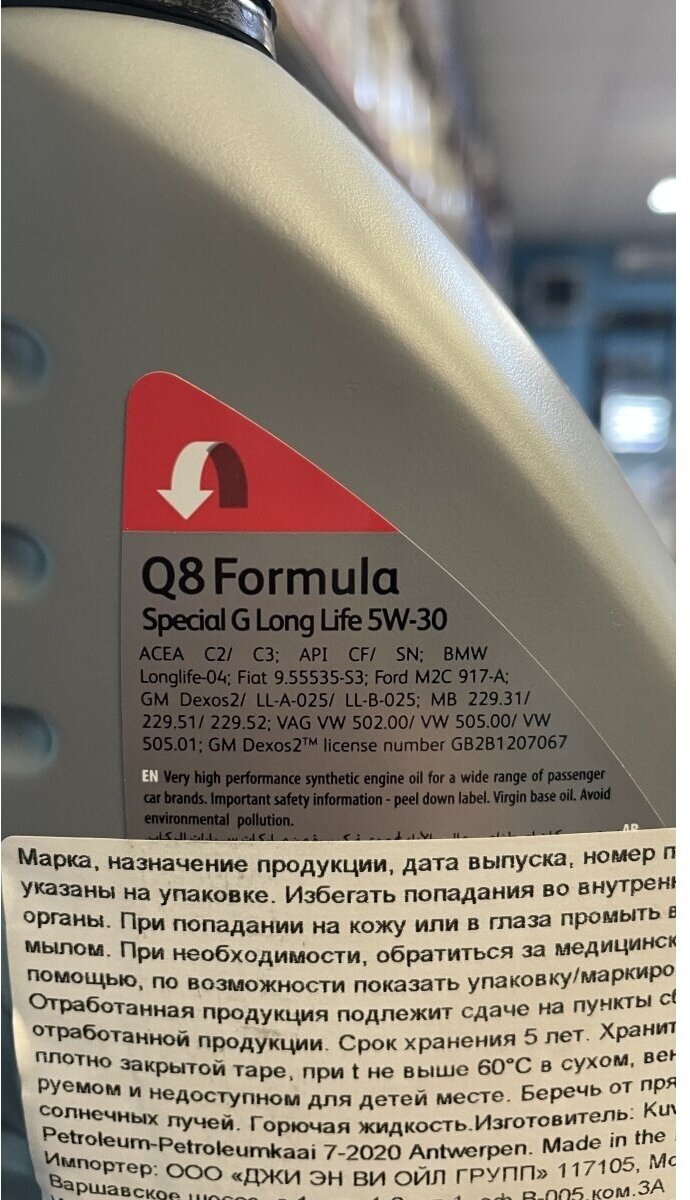 Q8 Formula
Special G Long Life 5W-30
ACEA C2/ C3; API CF/ SN; BMW
Longlife-04; Fiat 9.55535-S3; Ford M2C 917-A;
GM Dexos2/ LL-A-025/ LL-B-025; MB 229.31/
229.51/ 229.52; VAG VW 502.00/ VW 505.00/ VW
505.01; GM Dexos2™ license number GB2B1207067
EN Very high performance synthetic engine oil for a wide range of passenger
car brands. Important safety information - peel down label. Virgin base oil. Avoid
environmental pollution.
AR
Марка, назначение продукции, дата выпуска, номер п
указаны на упаковке. Избегать попадания во внутрен
органы. При попадании на кожу или в глаза промыть в
мылом. При необходимости, обратиться за медицинск
помощью, по возможности показать упаковку/маркиро
Отработанная продукция подлежит сдаче на пункты сб
отработанной продукции. Срок хранения 5 лет. Хранит
плотно закрытой таре, при t не выше 60°C в сухом, вен
руемом и недоступном для детей месте. Беречь от пря
солнечных лучей. Горючая жидкость.Изготовитель: Kuw
Petroleum-Petroleumkaai 7-2020 Antwerpen. Made in the
Импортер: ООО «ДЖИ ЭН ВИ ОЙЛ ГРУПП» 117105, Мо
Варшавское В-005,ком.3А